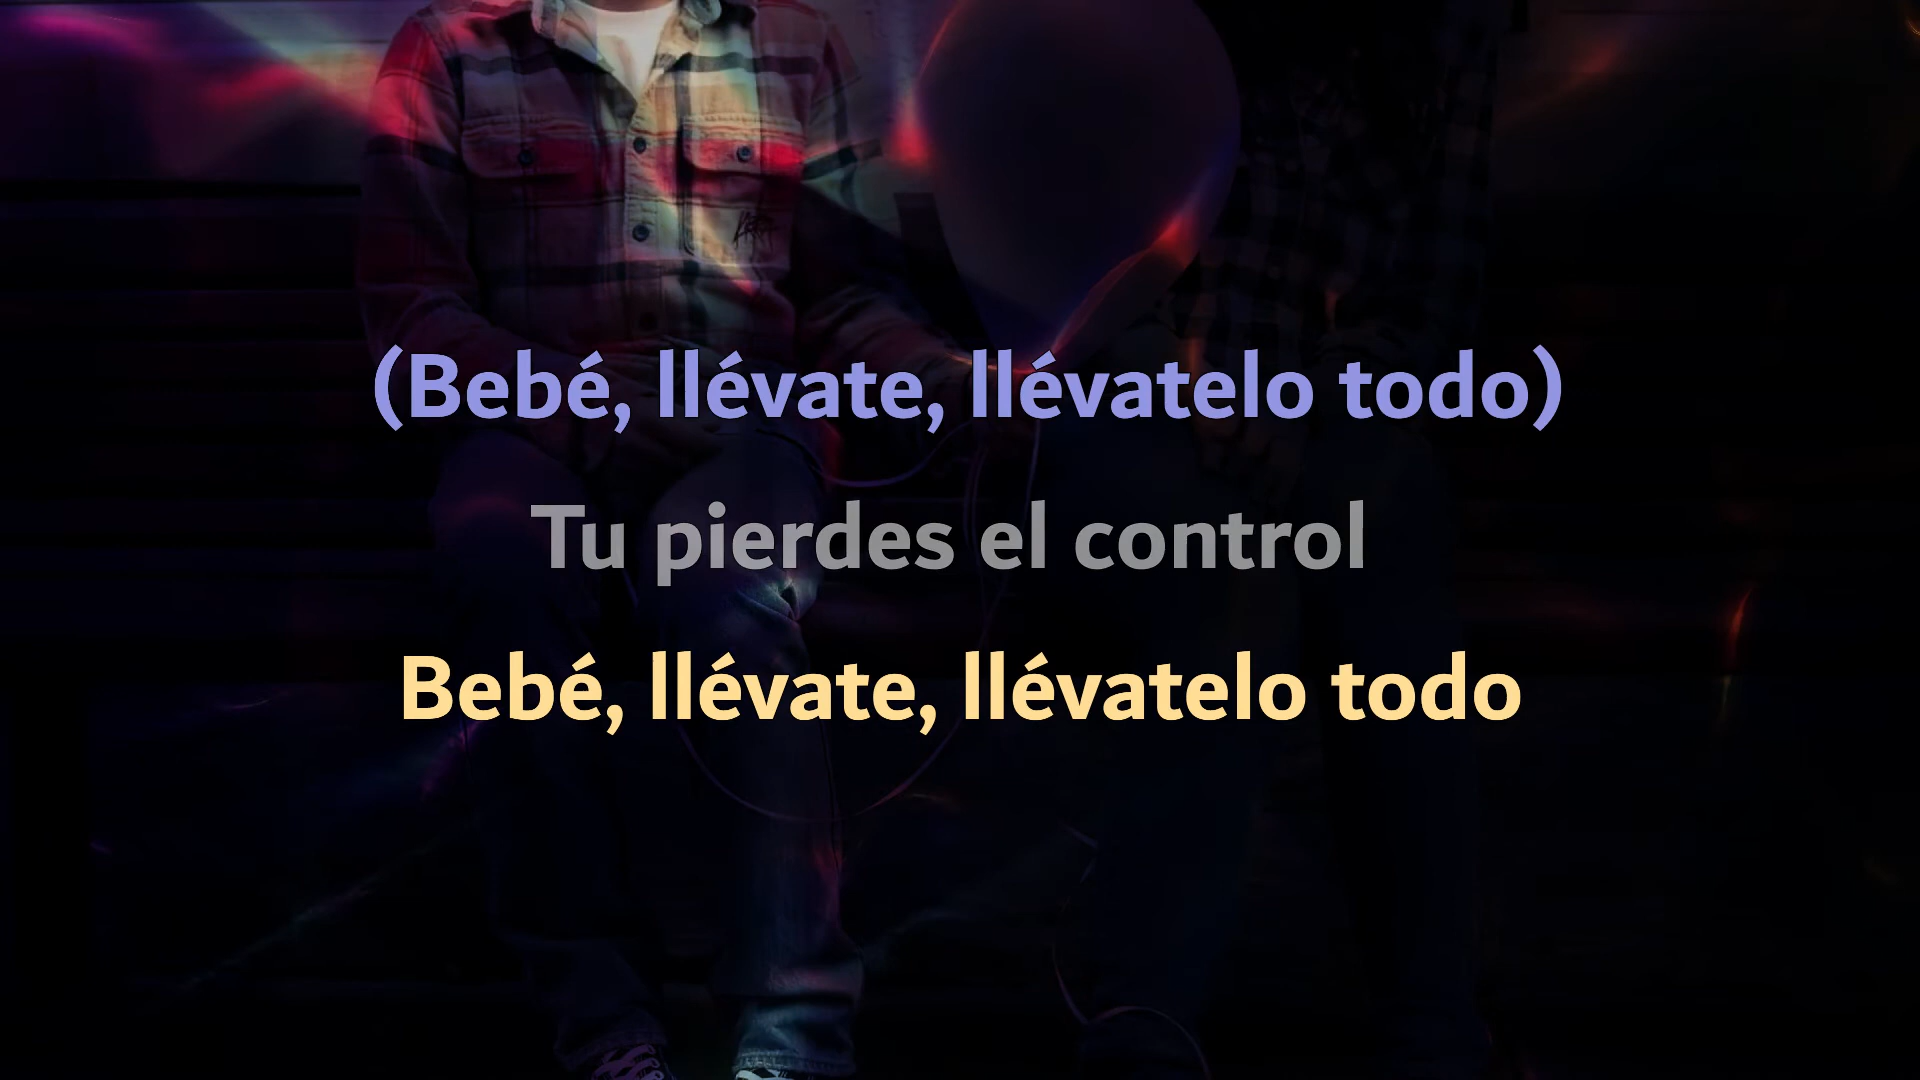 (Bebé, llévate, llévatelo todo)
Tu pierdes el control
Bebé, llévate, llévatelo todo